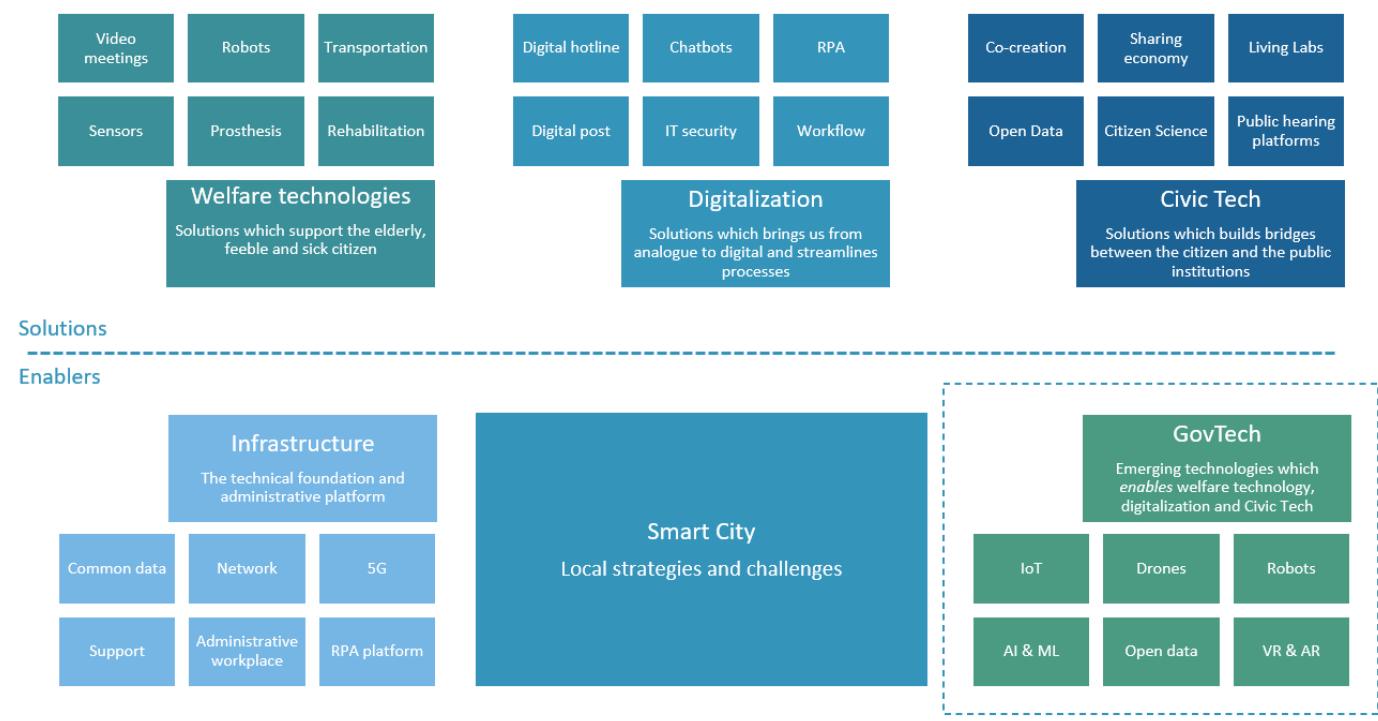 Video
meetings
Robots
Transportation
Sensors
Prosthesis
Rehabilitation
Welfare technologies
Solutions which support the elderly,
feeble and sick citizen
Digital hotline
Chatbots
RPA
Digital post
IT security
Workflow
Digitalization
Solutions which brings us from
analogue to digital and streamlines
processes
Co-creation
Sharing
economy
Living Labs
Open Data
Citizen Science
Public hearing
platforms
Civic Tech
Solutions which builds bridges
between the citizen and the public
institutions
Solutions
Enablers
Infrastructure
The technical foundation and
administrative platform
Common data
Network
5G
Support
Administrative
workplace
RPA platform
Smart City
Local strategies and challenges
GovTech
Emerging technologies which
enables welfare technology,
digitalization and Civic Tech
IoT
Drones
Robots
AI & ML
Open data
VR & AR